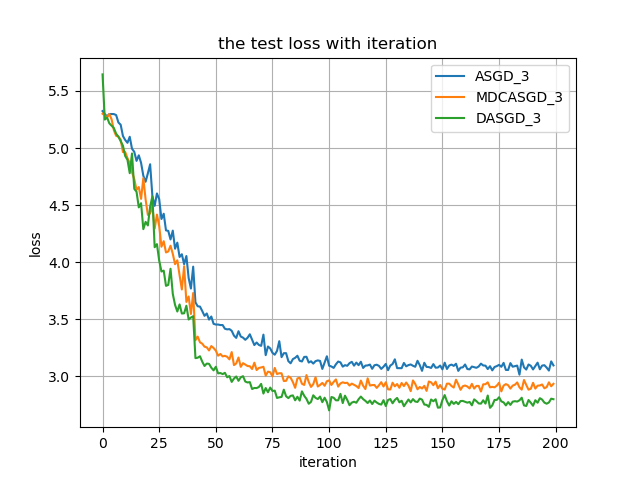 the test loss with iteration
ASGD_3
MDCASGD_3
DASGD_3
loss
5.5
5.0
4.5
4.0
3.5
3.0
0 25 50 75 100 125 150 175 200
iteration